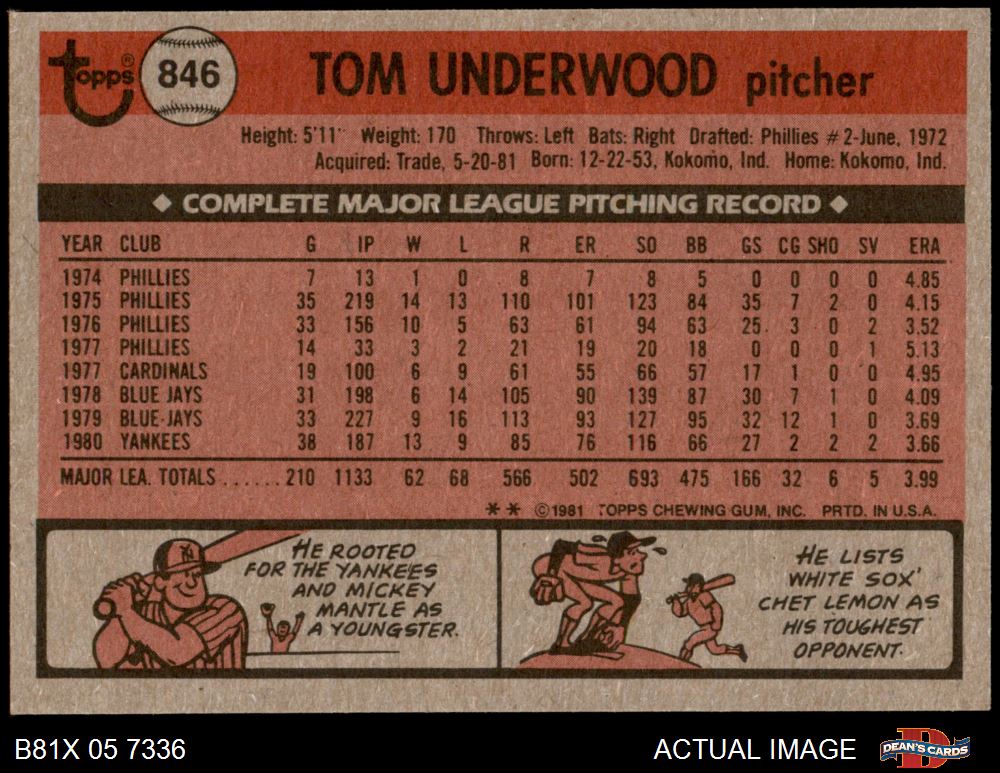 Topps®
846
TOM UNDERWOOD pitcher
Height: 5'11" Weight: 170 Throws: Left Bats: Right Drafted: Phillies #2-June, 1972
Acquired: Trade, 5-20-81 Born: 12-22-53, Kokomo, Ind. Home: Kokomo, Ind.
◆ COMPLETE MAJOR LEAGUE PITCHING RECORD ◆
YEAR CLUB G IP W L R ER SO BB GS CG SHO SV ERA
1974 PHILLIES 7 13 1 0 8 7 8 5 0 0 0 0 4.85
1975 PHILLIES 35 219 14 13 110 101 123 84 35 7 2 0 4.15
1976 PHILLIES 33 156 10 5 63 61 94 63 25 3 0 2 3.52
1977 PHILLIES 14 33 3 2 21 19 20 18 0 0 0 1 5.13
1977 CARDINALS 19 100 6 9 61 55 66 57 17 1 0 0 4.95
1978 BLUE JAYS 31 198 6 14 105 90 139 87 30 7 1 0 4.09
1979 BLUE-JAYS 33 227 9 16 113 93 127 95 32 12 1 0 3.69
1980 YANKEES 38 187 13 9 85 76 116 66 27 2 2 2 3.66
MAJOR LEA. TOTALS ...... 210 1133 62 68 566 502 693 475 166 32 6 5 3.99
** ©1981 TOPPS CHEWING GUM, INC. PRTD. IN U.S.A.
NY
HE ROOTED
FOR THE YANKEES
AND MICKEY
MANTLE AS
A YOUNGSTER.
HE LISTS
WHITE SOX'
CHET LEMON AS
HIS TOUGHEST
OPPONENT.
B81X 05 7336
ACTUAL IMAGE
DEAN'S CARDS